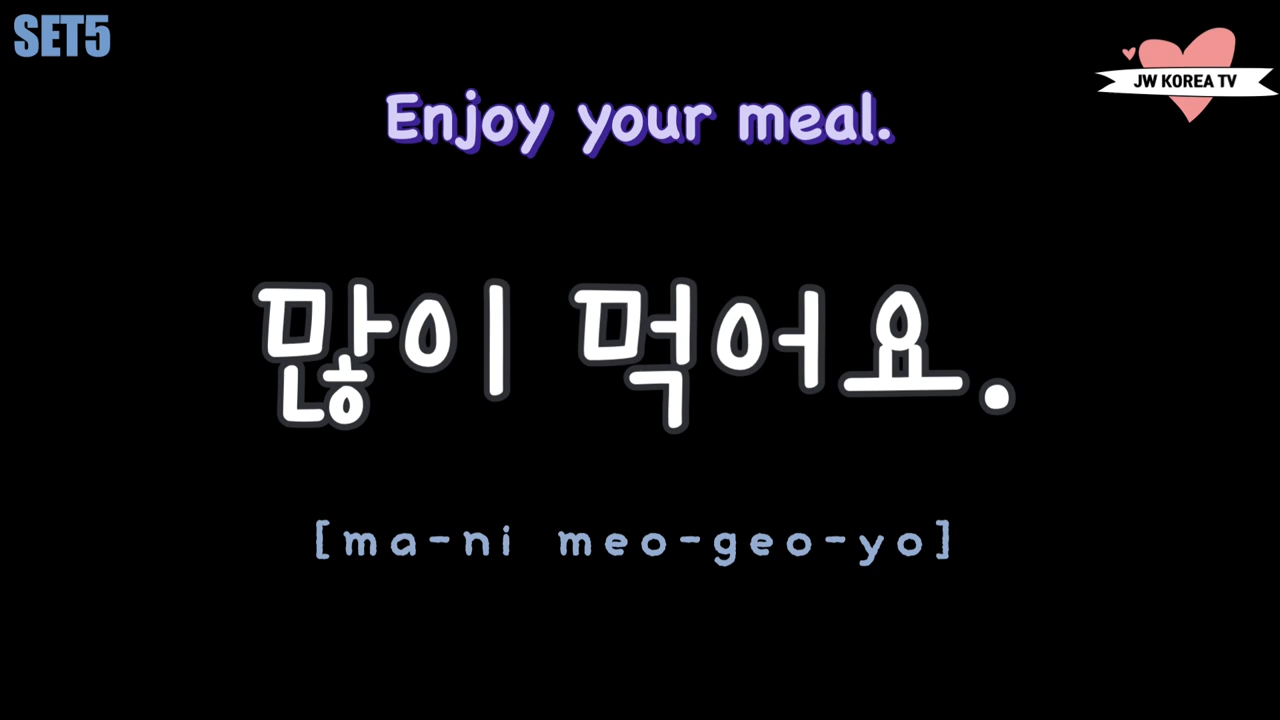 SET5
JW KOREA TV
Enjoy your meal.
많이 먹어요.
[ma-ni meo-geo-yo]